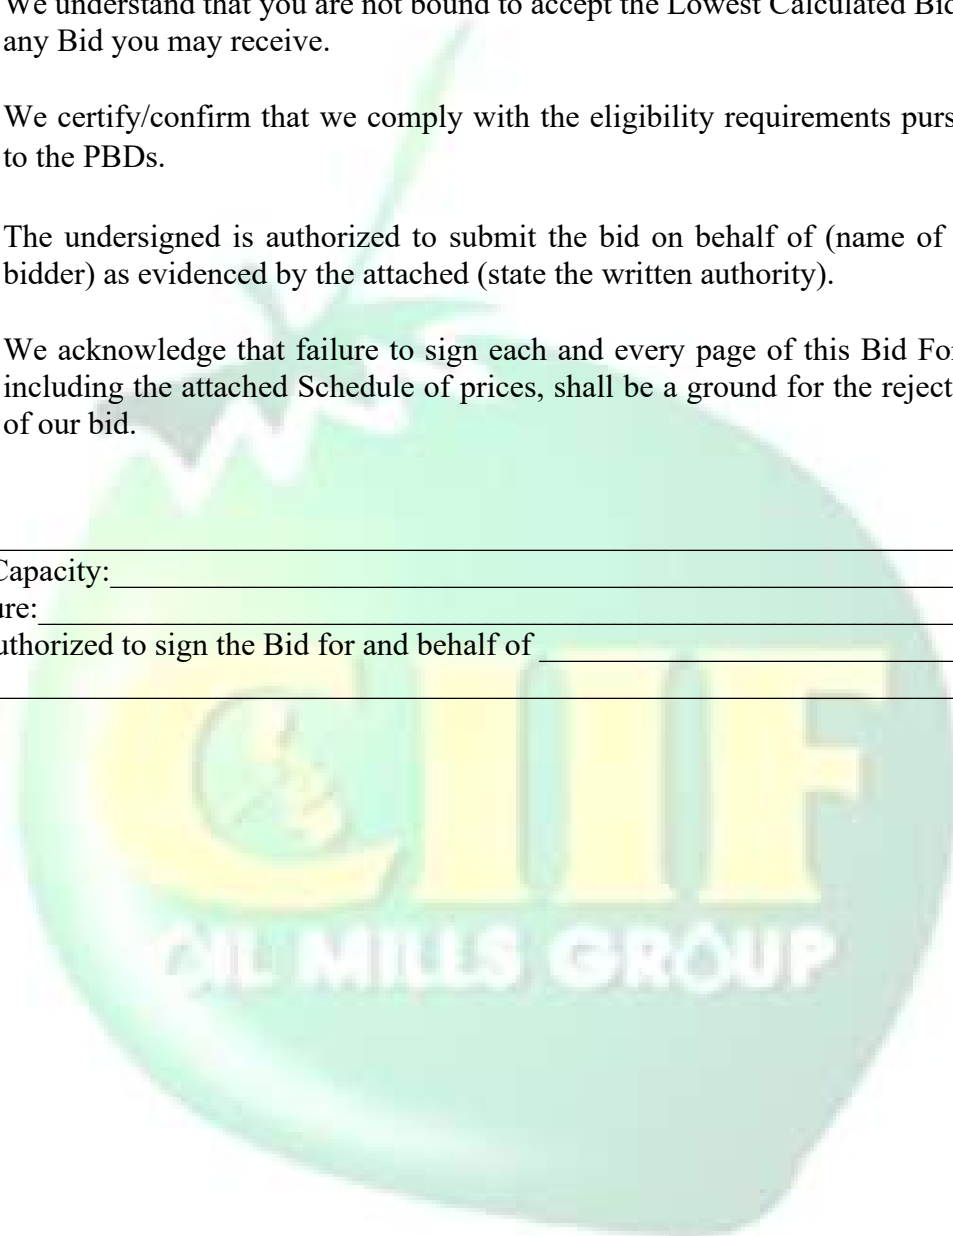 We understand that you are not bound to accept the Lowest Calculated Bid
any Bid you may receive.
We certify/confirm that we comply with the eligibility requirements purs
to the PBDs.
The undersigned is authorized to submit the bid on behalf of (name of
bidder) as evidenced by the attached (state the written authority).
We acknowledge that failure to sign each and every page of this Bid For
including the attached Schedule of prices, shall be a ground for the reject
of our bid.
Capacity:
ure:
uthorized to sign the Bid for and behalf of
CIIF
OIL MILLS GROUP